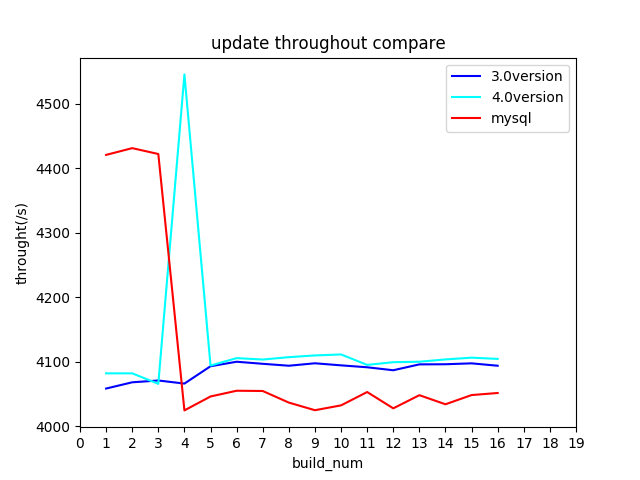 update throughout compare
3.0version
4.0version
mysql
throught(/s)
4500
4400
4300
4200
4100
4000
0 1 2 3 4 5 6 7 8 9 10 11 12 13 14 15 16 17 18 19
build_num